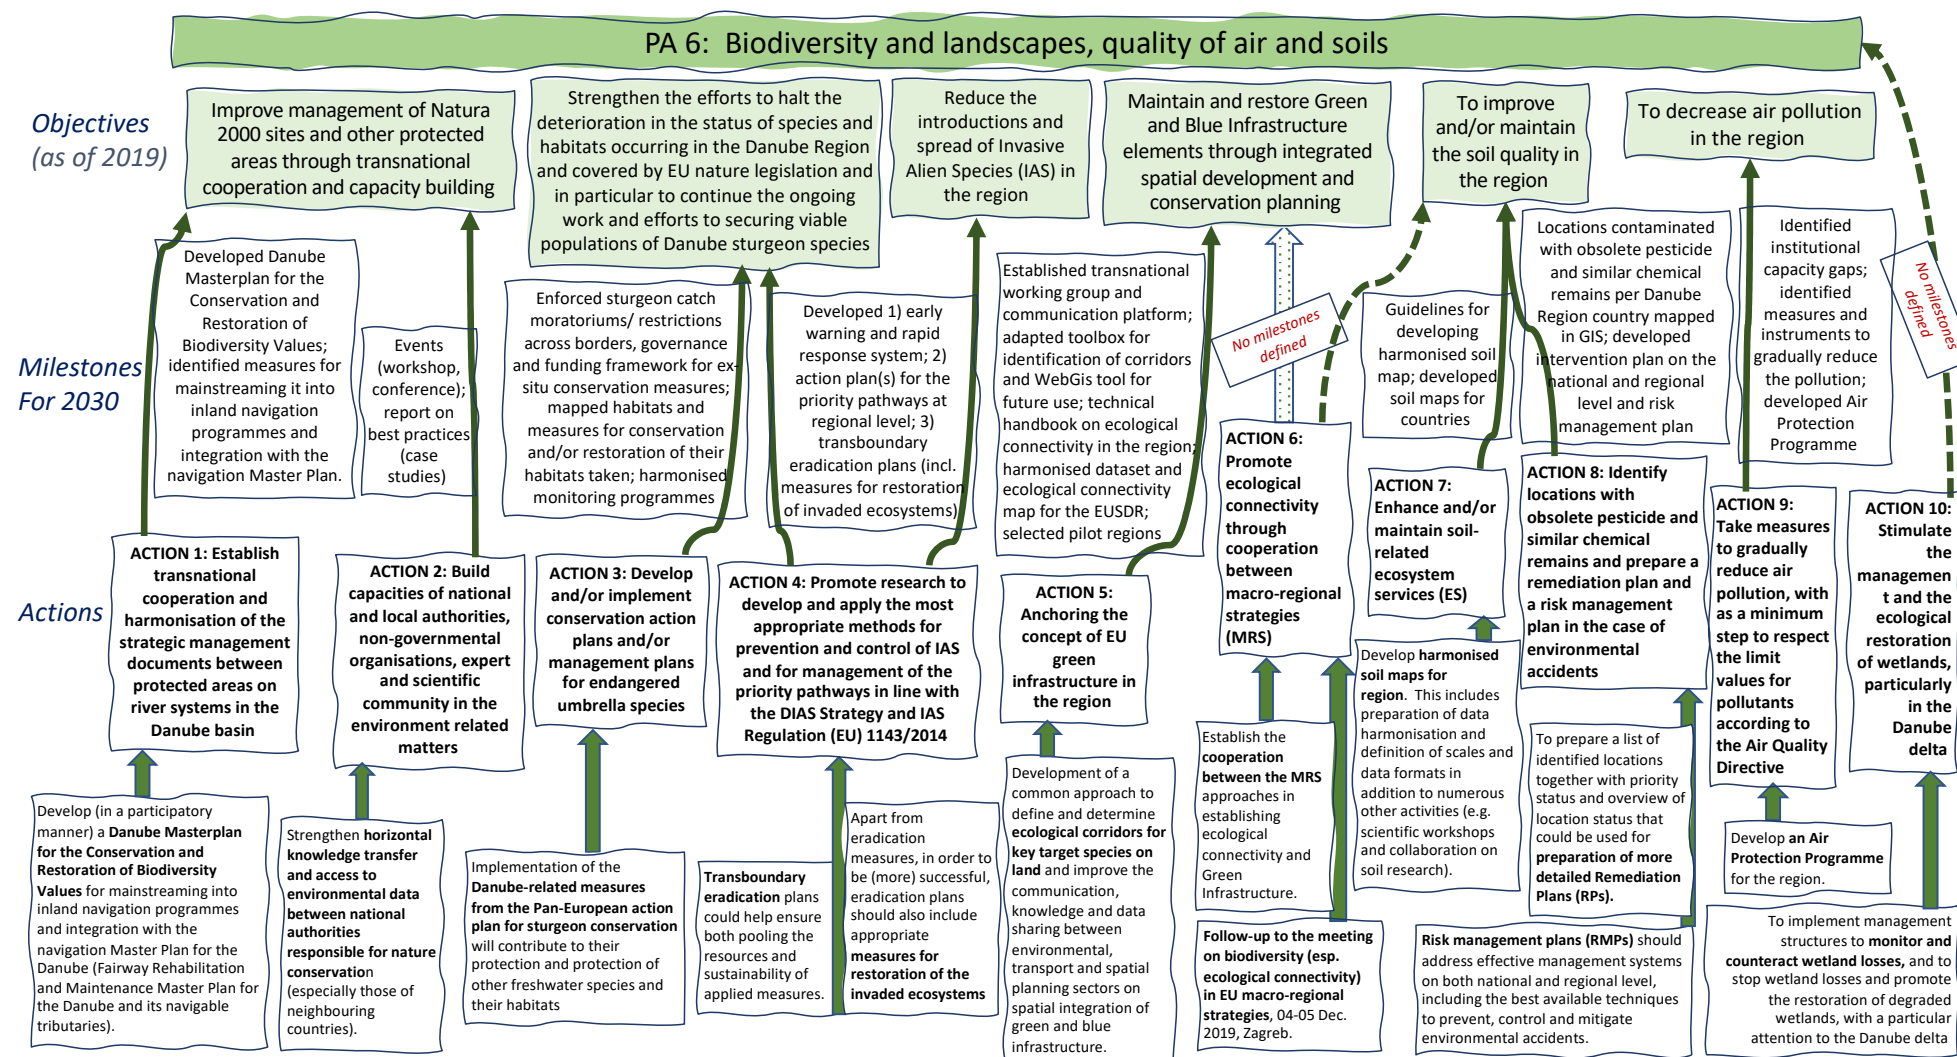 PA 6: Biodiversity and landscapes, quality of air and soils
Objectives
(as of 2019)
Improve management of Natura
2000 sites and other protected
areas through transnational
cooperation and capacity building
Strengthen the efforts to halt the
deterioration in the status of species and
habitats occurring in the Danube Region
and covered by EU nature legislation and
in particular to continue the ongoing
work and efforts to securing viable
populations of Danube sturgeon species
Reduce the
introductions and
spread of Invasive
Alien Species (IAS) in
the region
Maintain and restore Green
and Blue Infrastructure
elements through integrated
spatial development and
conservation planning
To improve
and/or maintain
the soil quality in
the region
To decrease air pollution
in the region
Milestones
For 2030
Developed Danube
Masterplan for the
Conservation and
Restoration of
Biodiversity Values;
identified measures for
mainstreaming it into
inland navigation
programmes and
integration with the
navigation Master Plan.
Events
(workshop,
conference);
report on
best practices
(case
studies)
Enforced sturgeon catch
moratoriums/ restrictions
across borders, governance
and funding framework for ex-
situ conservation measures;
mapped habitats and
measures for conservation
and/or restoration of their
habitats taken; harmonised
monitoring programmes
Developed 1) early
warning and rapid
response system; 2)
action plan(s) for the
priority pathways at
regional level; 3)
transboundary
eradication plans (incl.
measures for restoration
of invaded ecosystems)
Established transnational
working group and
communication platform;
adapted toolbox for
identification of corridors
and WebGis tool for
future use; technical
handbook on ecological
connectivity in the region;
harmonised dataset and
ecological connectivity
map for the EUSDR;
selected pilot regions
No milestones
defined
Guidelines for
developing
harmonised soil
map; developed
soil maps for
countries
Locations contaminated
with obsolete pesticide
and similar chemical
remains per Danube
Region country mapped
in GIS; developed
intervention plan on the
national and regional
level and risk
management plan
Identified
institutional
capacity gaps;
identified
measures and
instruments to
gradually reduce
the pollution;
developed Air
Protection
Programme
No milestones
defined
Actions
ACTION 1: Establish
transnational
cooperation and
harmonisation of the
strategic management
documents between
protected areas on
river systems in the
Danube basin
ACTION 2: Build
capacities of national
and local authorities,
non-governmental
organisations, expert
and scientific
community in the
environment related
matters
ACTION 3: Develop
and/or implement
conservation action
plans and/or
management plans
for endangered
umbrella species
ACTION 4: Promote research to
develop and apply the most
appropriate methods for
prevention and control of IAS
and for management of the
priority pathways in line with
the DIAS Strategy and IAS
Regulation (EU) 1143/2014
ACTION 5:
Anchoring the
concept of EU
green
infrastructure in
the region
ACTION 6:
Promote
ecological
connectivity
through
cooperation
between
macro-regional
strategies
(MRS)
ACTION 7:
Enhance and/or
maintain soil-
related
ecosystem
services (ES)
ACTION 8: Identify
locations with
obsolete pesticide and
similar chemical
remains and prepare a
remediation plan and
a risk management
plan in the case of
environmental
accidents
ACTION 9:
Take measures
to gradually
reduce air
pollution, with
as a minimum
step to respect
the limit
values for
pollutants
according to
the Air Quality
Directive
ACTION 10:
Stimulate
the
managemen
t and the
ecological
restoration
of wetlands,
particularly
in the
Danube
delta
Develop (in a participatory
manner) a Danube Masterplan
for the Conservation and
Restoration of Biodiversity
Values for mainstreaming into
inland navigation programmes
and integration with the
navigation Master Plan for the
Danube (Fairway Rehabilitation
and Maintenance Master Plan for
the Danube and its navigable
tributaries).
Strengthen horizontal
knowledge transfer
and access to
environmental data
between national
authorities
responsible for nature
conservation
(especially those of
neighbouring
countries).
Implementation of the
Danube-related measures
from the Pan-European action
plan for sturgeon conservation
will contribute to their
protection and protection of
other freshwater species and
their habitats
Transboundary
eradication plans
could help ensure
both pooling the
resources and
sustainability of
applied measures.
Apart from
eradication
measures, in order to
be (more) successful,
eradication plans
should also include
appropriate
measures for
restoration of the
invaded ecosystems
Development of a
common approach to
define and determine
ecological corridors for
key target species on
land and improve the
communication,
knowledge and data
sharing between
environmental,
transport and spatial
planning sectors on
spatial integration of
green and blue
infrastructure.
Establish the
cooperation
between the MRS
approaches in
establishing
ecological
connectivity and
Green
Infrastructure.
Follow-up to the meeting
on biodiversity (esp.
ecological connectivity)
in EU macro-regional
strategies, 04-05 Dec.
2019, Zagreb.
Develop harmonised
soil maps for
region. This includes
preparation of data
harmonisation and
definition of scales and
data formats in
addition to numerous
other activities (e.g.
scientific workshops
and collaboration on
soil research).
To prepare a list of
identified locations
together with priority
status and overview of
location status that
could be used for
preparation of more
detailed Remediation
Plans (RPs).
Risk management plans (RMPs) should
address effective management systems
on both national and regional level,
including the best available techniques
to prevent, control and mitigate
environmental accidents.
Develop an Air
Protection Programme
for the region.
To implement management
structures to monitor and
counteract wetland losses, and to
stop wetland losses and promote
the restoration of degraded
wetlands, with a particular
attention to the Danube delta